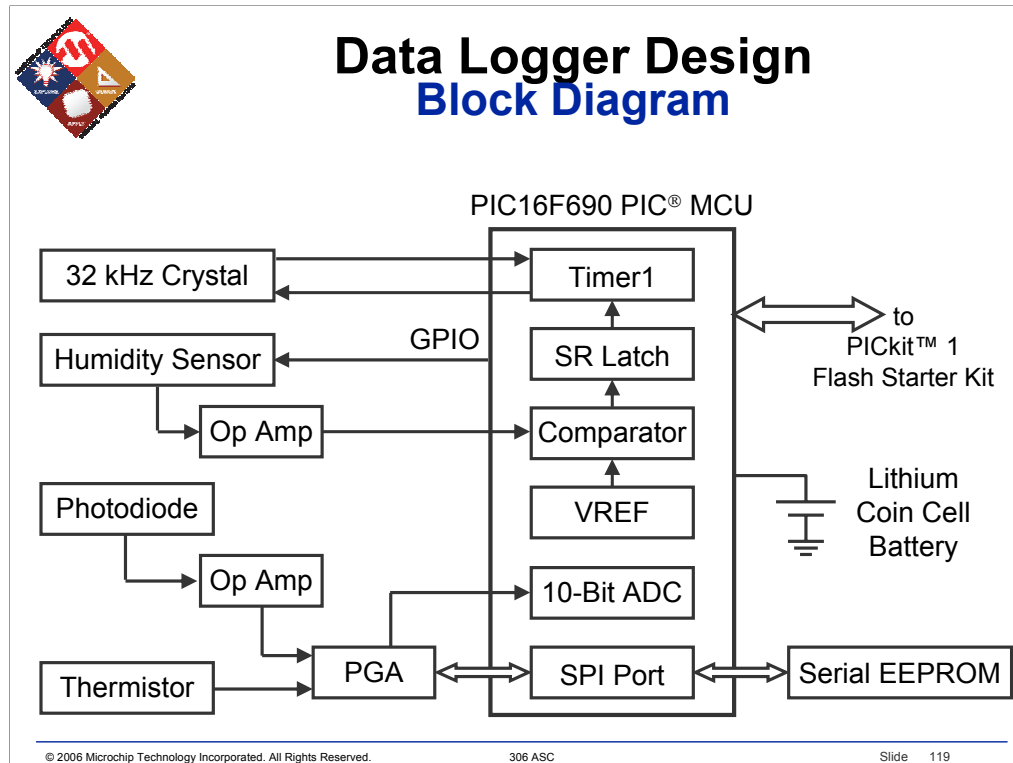 Data Logger Design
Block Diagram
PIC16F690 PIC® MCU
32 kHz Crystal
Timer1
GPIO
to
PICkit™ 1
Flash Starter Kit
Humidity Sensor
SR Latch
Op Amp
Comparator
Photodiode
VREF
Lithium
Coin Cell
Battery
Op Amp
10-Bit ADC
Thermistor
PGA
SPI Port
Serial EEPROM
© 2006 Microchip Technology Incorporated. All Rights Reserved.
306 ASC
Slide 119